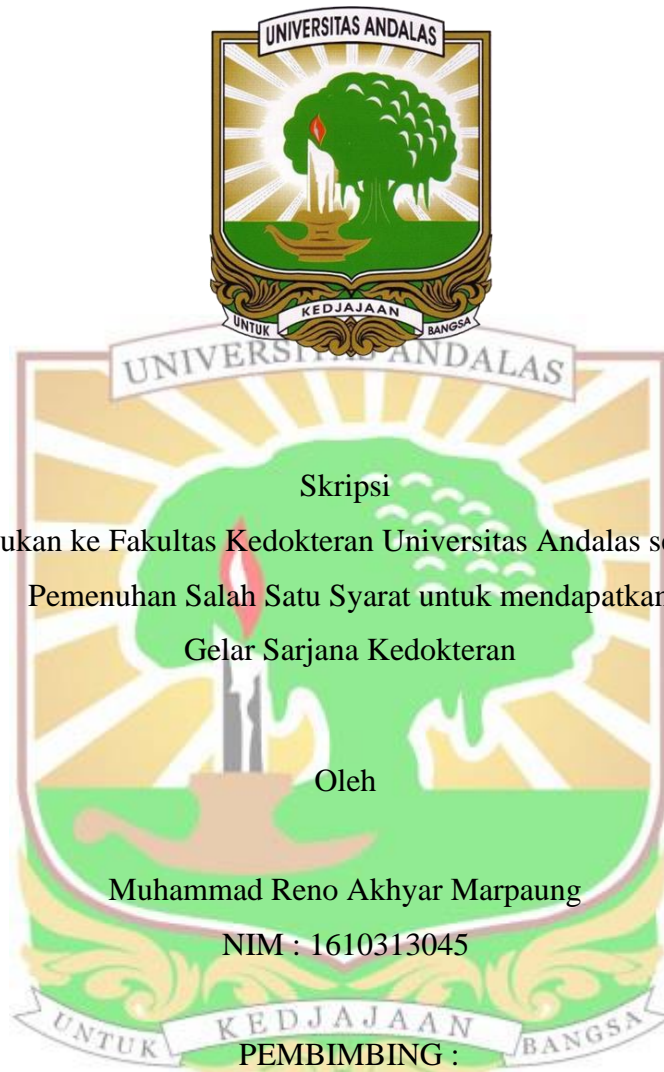 UNIVERSITAS ANDALAS
UNTUK KEDJAJAAN BANGSA
UNIVERSITAS ANDALAS
Skripsi
ukan ke Fakultas Kedokteran Universitas Andalas se
Pemenuhan Salah Satu Syarat untuk mendapatkan
Gelar Sarjana Kedokteran
Oleh
Muhammad Reno Akhyar Marpaung
NIM : 1610313045
UNTUK KEDJAJAAN BANGSA
PEMBIMBING :